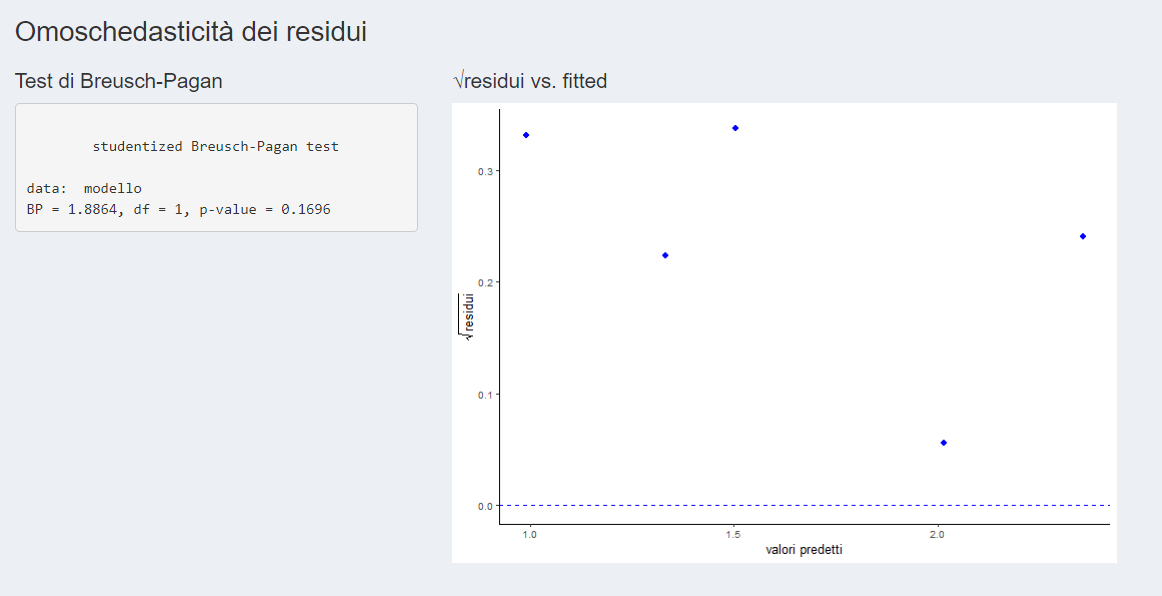 Omoschedasticità dei residui
Test di Breusch-Pagan
studentized Breusch-Pagan test
data:  modello
BP = 1.8864, df = 1, p-value = 0.1696
√residui vs. fitted
√residui
0.3
0.2
0.1
0.0
1.0
1.5
2.0
valori predetti